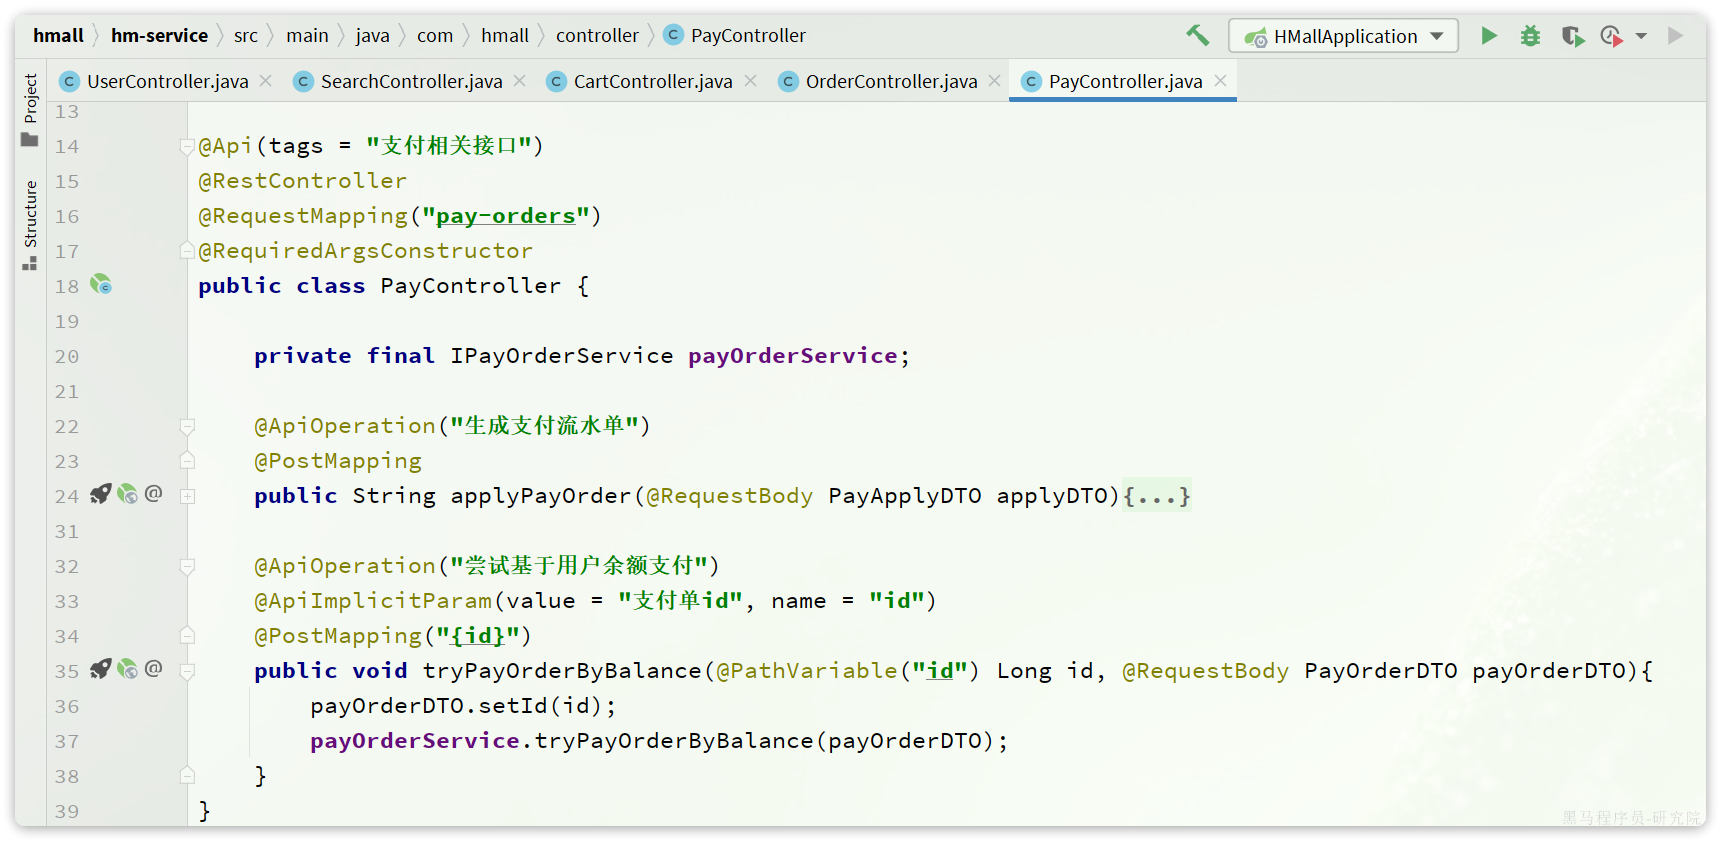 hmall hm-service src main java com hmall controller PayController HMallApplication
UserController.java SearchController.java CartController.java OrderController.java PayController.java
Project
Structure
13
14 @Api(tags = "支付相关接口")
15 @RestController
16 @RequestMapping("pay-orders")
17 @RequiredArgsConstructor
18 public class PayController {
19
20 private final IPayOrderService payOrderService;
21
22 @ApiOperation("生成支付流水单")
23 @PostMapping
24 public String applyPayOrder(@RequestBody PayApplyDTO applyDTO){...}
31
32 @ApiOperation("尝试基于用户余额支付")
33 @ApiImplicitParam(value = "支付单id", name = "id")
34 @PostMapping("{id}")
35 public void tryPayOrderByBalance(@PathVariable("id") Long id, @RequestBody PayOrderDTO payOrderDTO){
36 payOrderDTO.setId(id);
37 payOrderService.tryPayOrderByBalance(payOrderDTO);
38 }
39 }
黑马程序员-研究院